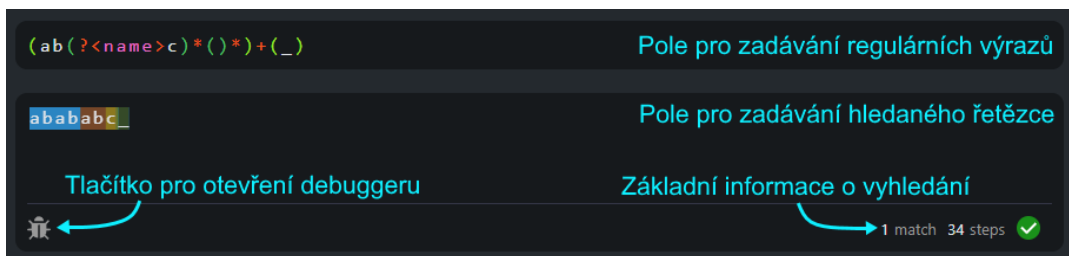 (ab(?<name>c)*()*)+(_) Pole pro zadávání regulárních výrazů
abababc_ Pole pro zadávání hledaného řetězce
Tlačítko pro otevření debuggeru Základní informace o vyhledání
1 match 34 steps